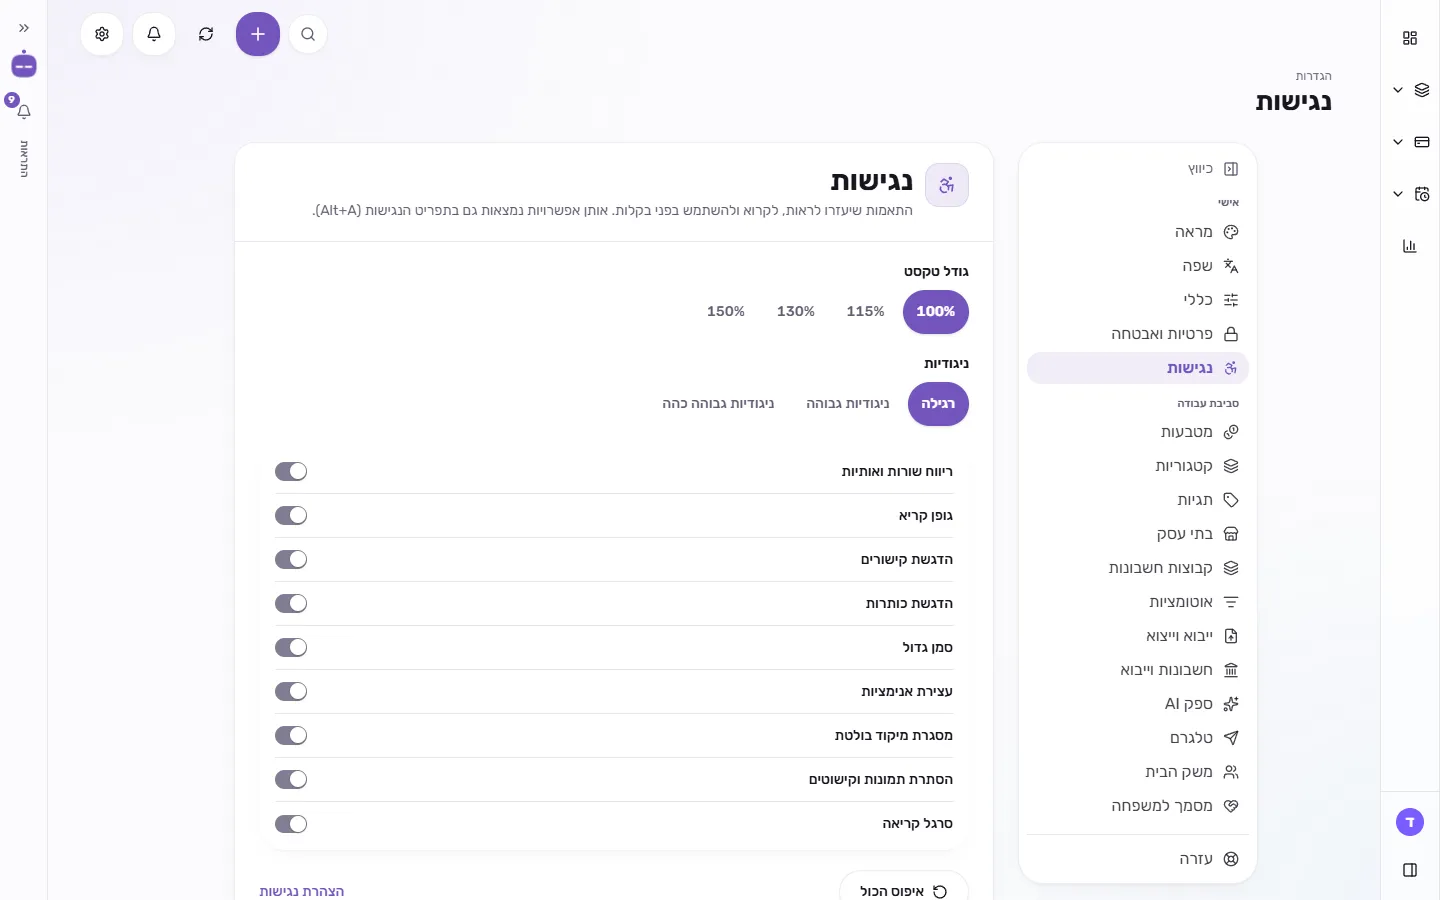 הגדרות
נגישות
כיווץ
אישי
מראה
שפה
כללי
פרטיות ואבטחה
נגישות
סביבת עבודה
מטבעות
קטגוריות
תגיות
בתי עסק
קבוצות חשבונות
אוטומציות
ייבוא וייצוא
חשבונות וייבוא
ספק AI
טלגרם
משק הבית
מסמך למשפחה
עזרה
ד
נגישות
התאמות שיעזרו לראות, לקרוא ולהשתמש בפני בקלות. אותן אפשרויות נמצאות גם בתפריט הנגישות (Alt+A).
גודל טקסט
100% 115% 130% 150%
ניגודיות
רגילה ניגודיות גבוהה ניגודיות גבוהה כהה
ריווח שורות ואותיות
גופן קריא
הדגשת קישורים
הדגשת כותרות
סמן גדול
עצירת אנימציות
מסגרת מיקוד בולטת
הסתרת תמונות וקישוטים
סרגל קריאה
איפוס הכול
הצהרת נגישות
9
התראות